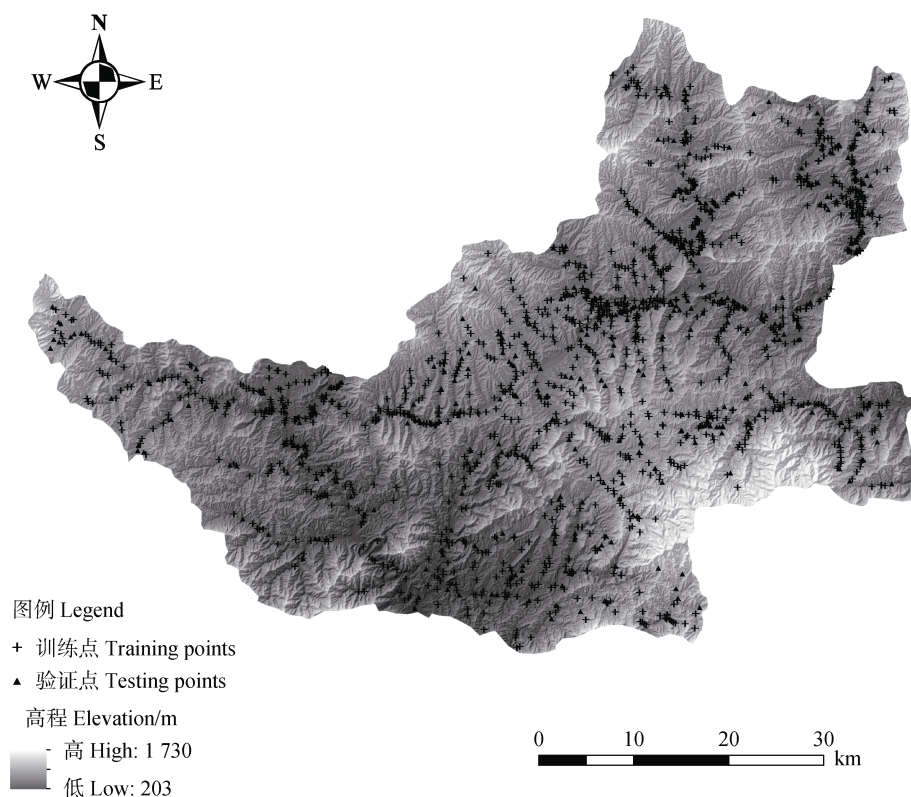 N
W E
S
图例 Legend
训练点 Training points
验证点 Testing points
高程 Elevation/m
高 High: 1 730
低 Low: 203
0 10 20 30
km